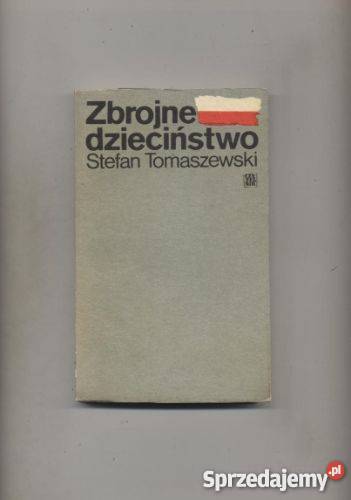 Zbrojne
dzieciństwo
Stefan Tomaszewski
Sprzedajemy.pl